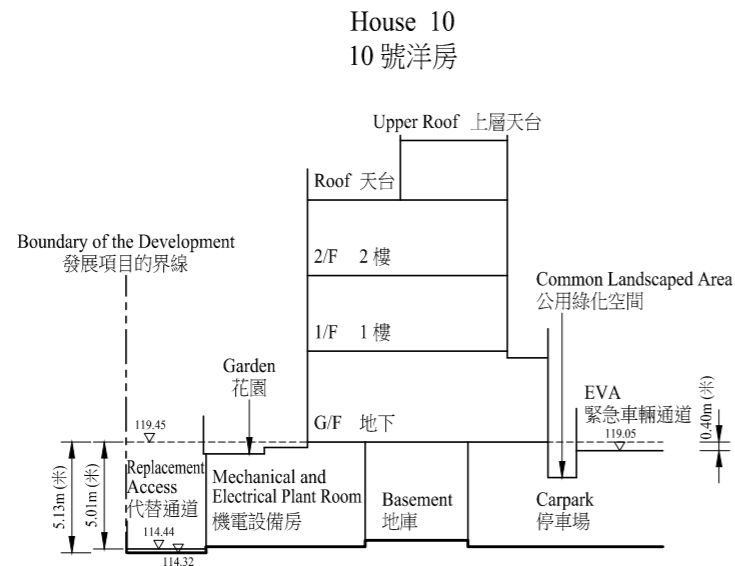 House 10
10 號洋房
Upper Roof 上層天台
Roof 天台
Boundary of the Development
發展項目的界線
2/F 2 樓
Common Landscaped Area
公用綠化空間
1/F 1 樓
Garden
花園
EVA
緊急車輛通道
G/F 地下
119.45
119.05
0.40m (米)
5.13m (米)
5.01m (米)
Replacement
Access
代替通道
Mechanical and
Electrical Plant Room
機電設備房
Basement
地庫
Carpark
停車場
114.44
114.32